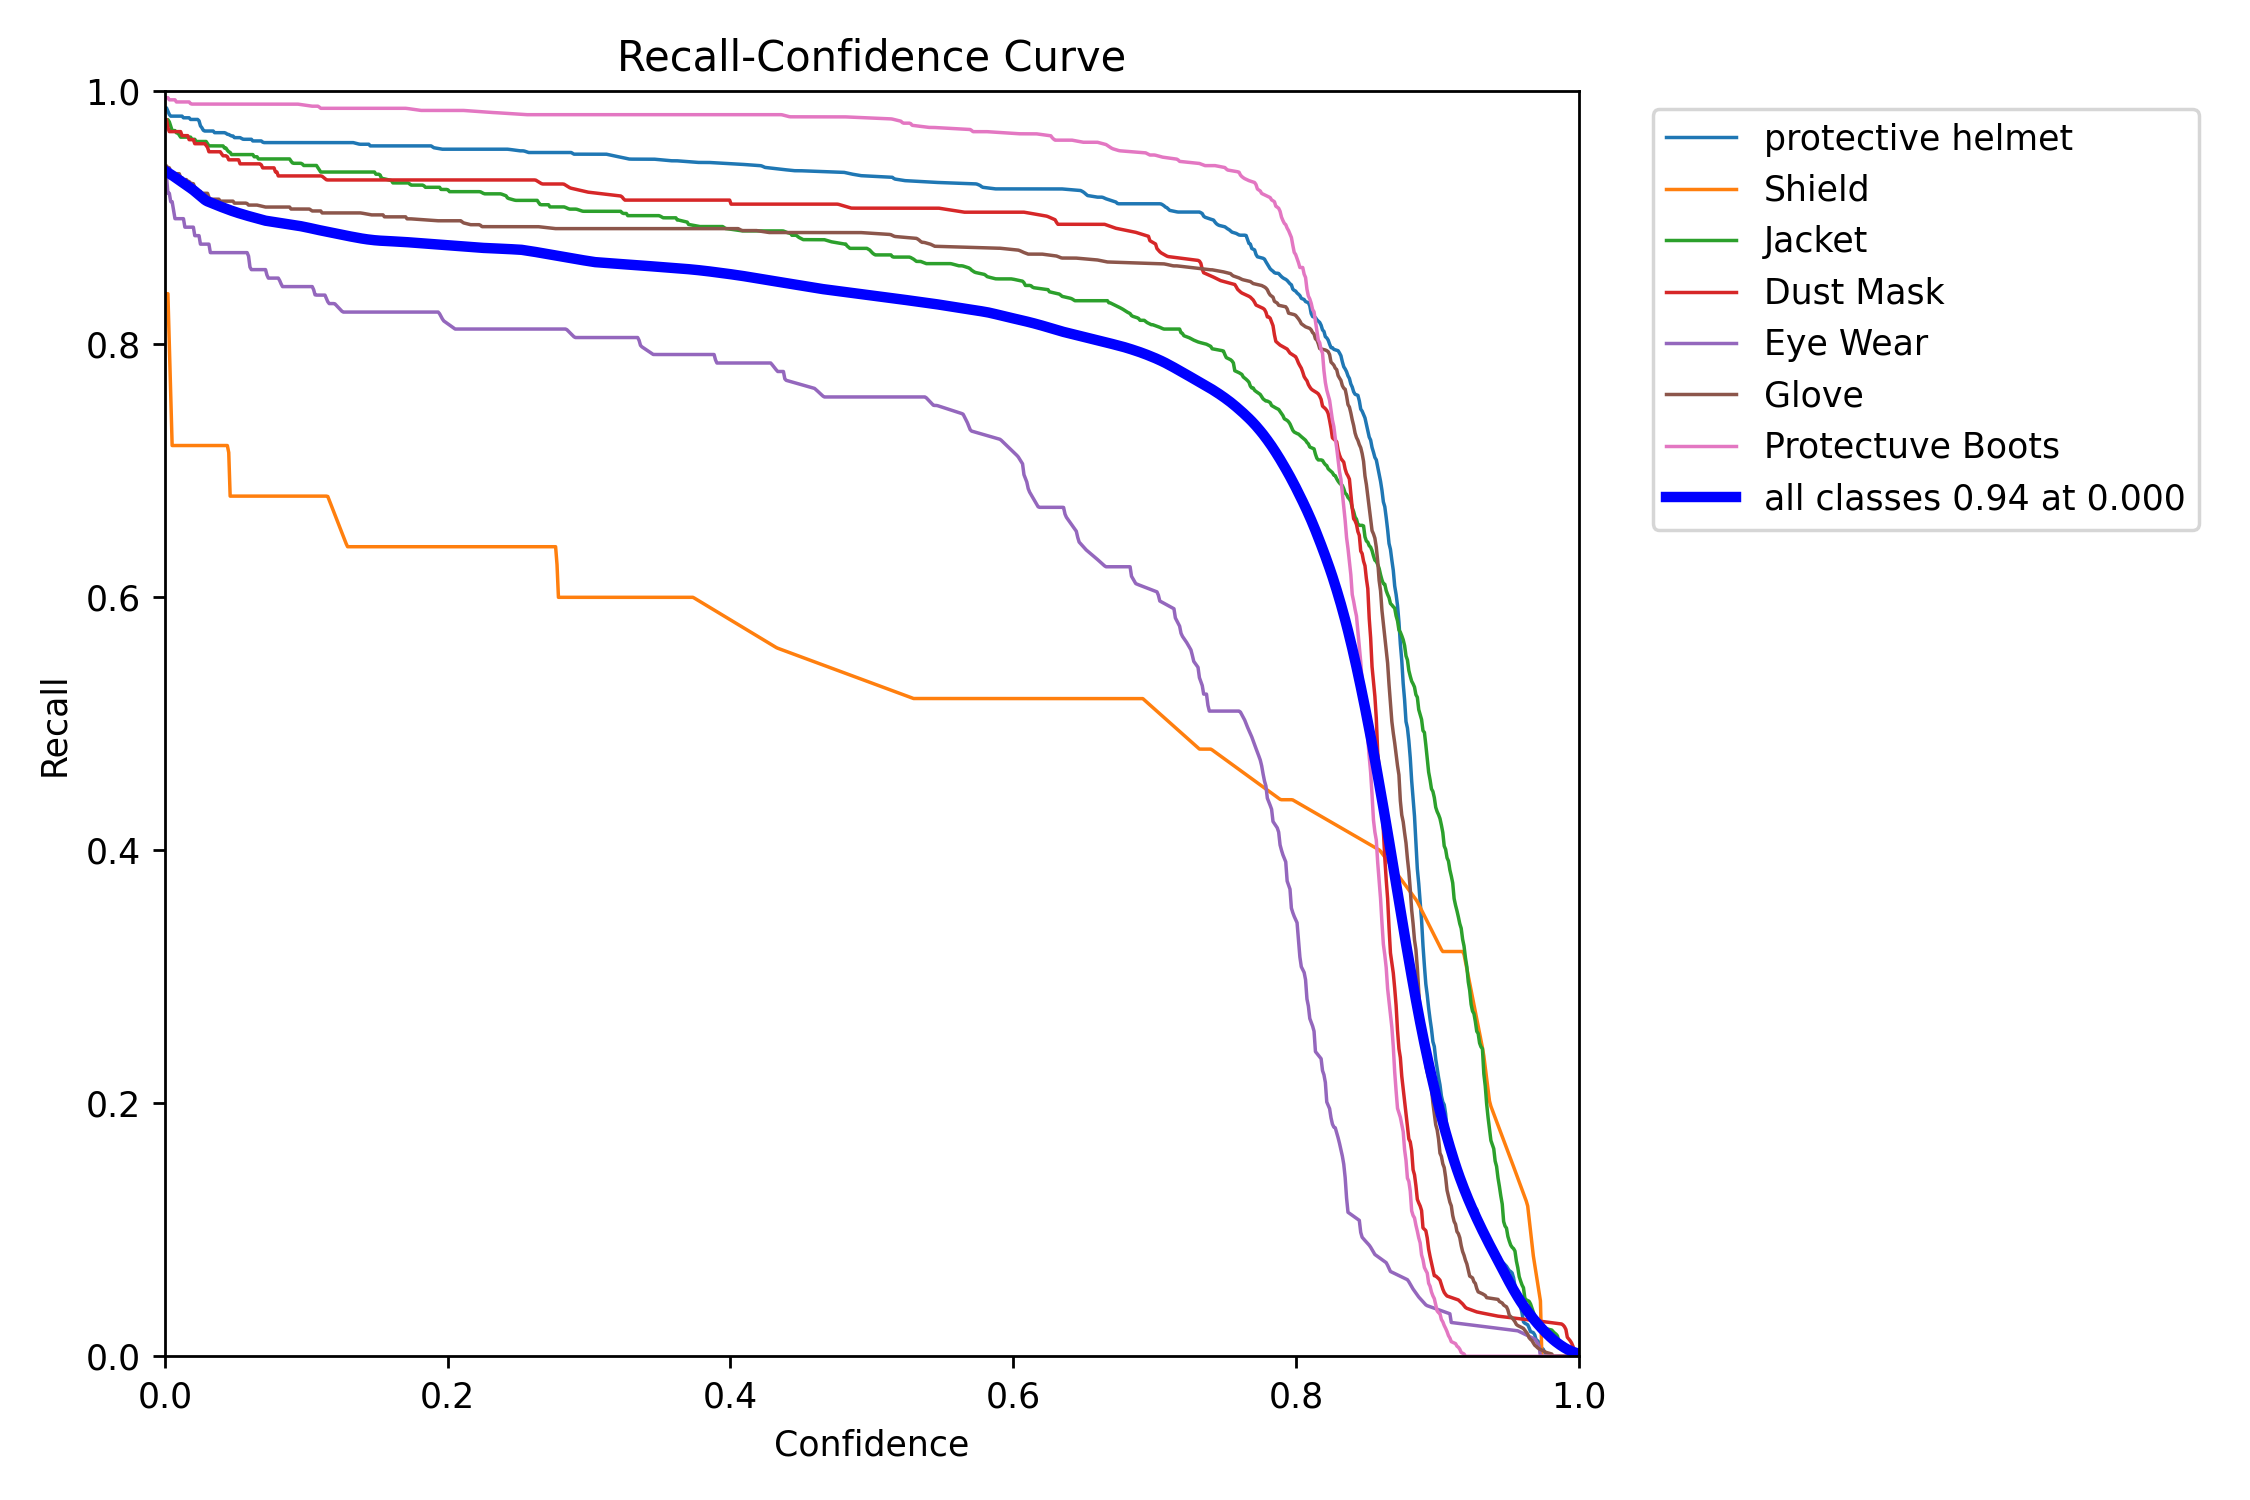 Recall-Confidence Curve
1.0
0.8
0.6
0.4
0.2
0.0
Recall
0.0 0.2 0.4 0.6 0.8 1.0
Confidence
protective helmet
Shield
Jacket
Dust Mask
Eye Wear
Glove
Protectuve Boots
all classes 0.94 at 0.000